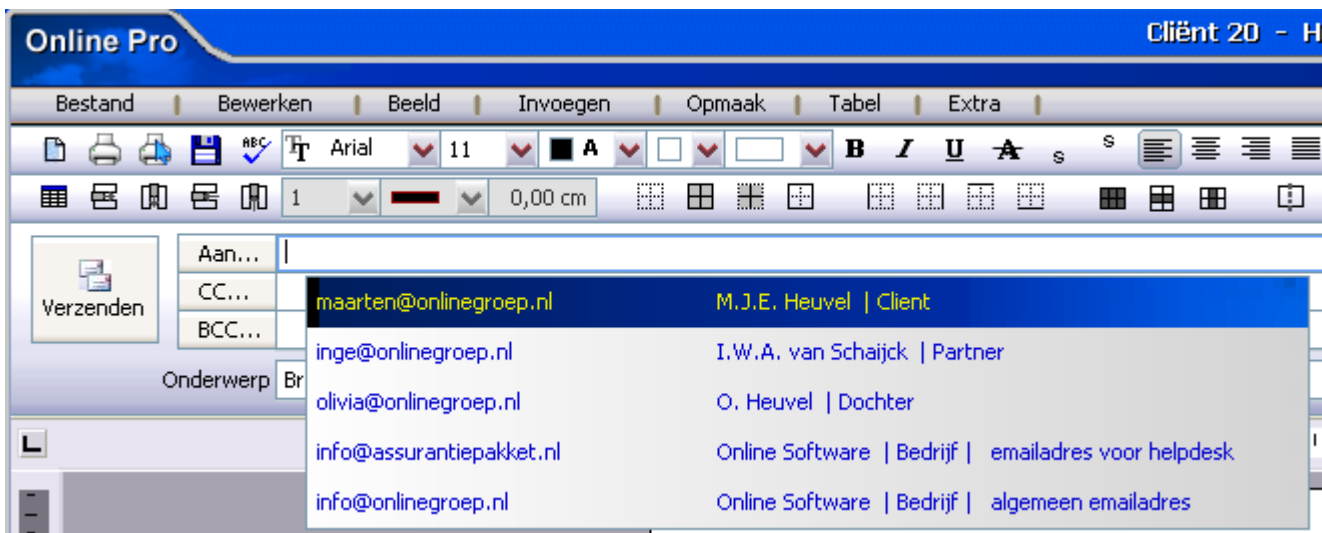 Online Pro
Cliënt 20 - H
Bestand Bewerken Beeld Invoegen Opmaak Tabel Extra
ABC Tr Arial 11 A B I U A s s
1 0,00 cm
Aan...
Verzenden
CC...
BCC...
Onderwerp Br
maarten@onlinegroep.nl M.J.E. Heuvel | Client
inge@onlinegroep.nl I.W.A. van Schaijck | Partner
olivia@onlinegroep.nl O. Heuvel | Dochter
info@assurantiepakket.nl Online Software | Bedrijf | emailadres voor helpdesk
info@onlinegroep.nl Online Software | Bedrijf | algemeen emailadres